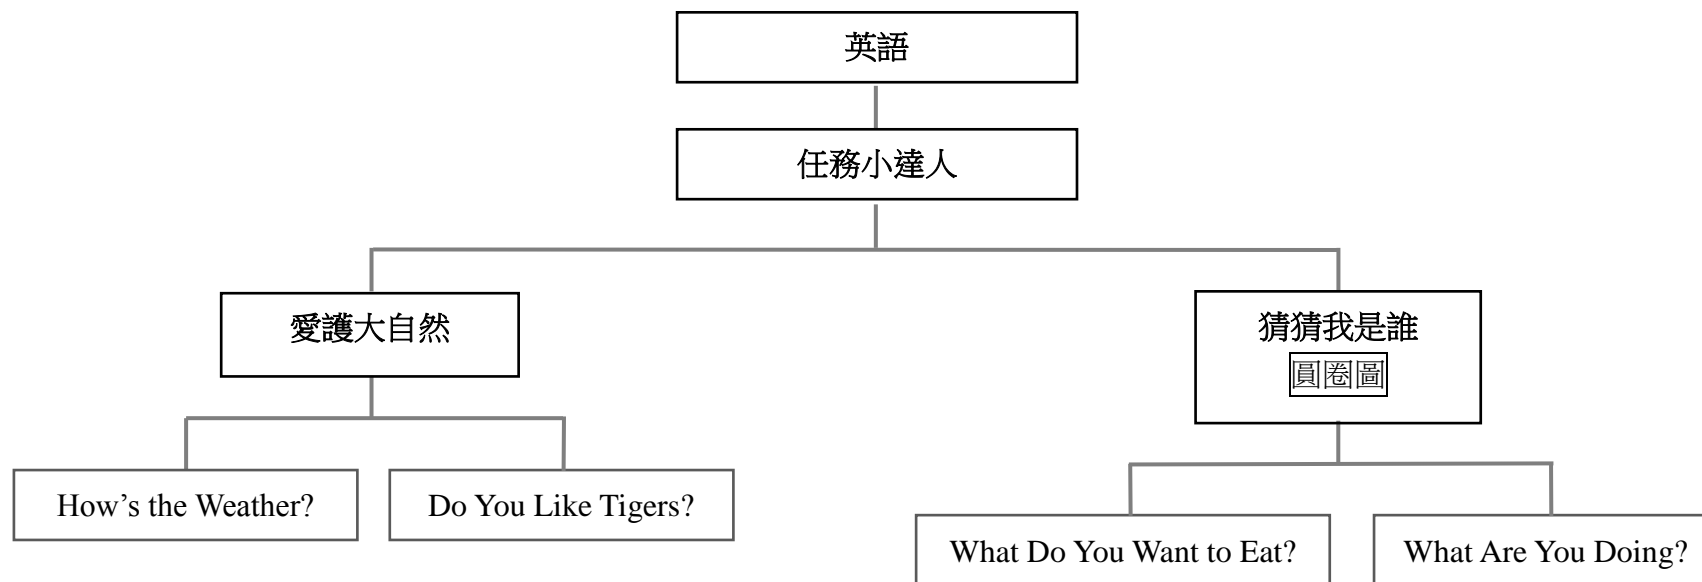 英語
任務小達人
愛護大自然
猜猜我是誰
圓圈圖
How’s the Weather?
Do You Like Tigers?
What Do You Want to Eat?
What Are You Doing?